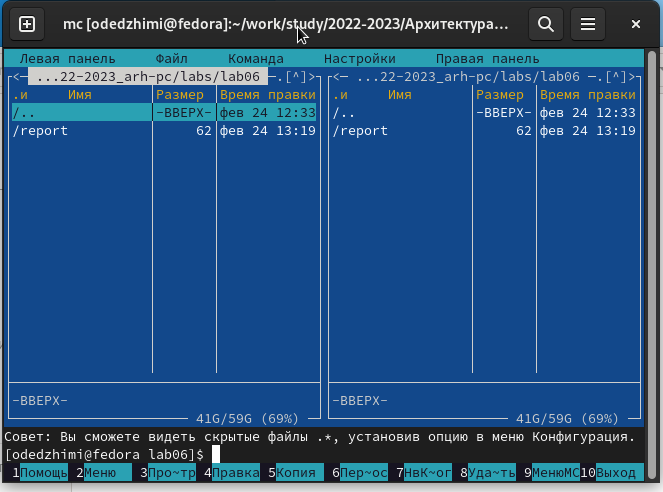 mc [odedzhimi@fedora]:~/work/study/2022-2023/Архитектура...
Левая панель Файл Команда Настройки Правая панель
<— ...22-2023_arh-pc/labs/lab06 —.[^]> <— ...22-2023_arh-pc/labs/lab06 —.[^]>
.и Имя Размер Время правки .и Имя Размер Время правки
/.. -ВВЕРХ- фев 24 12:33 /.. -ВВЕРХ- фев 24 12:33
/report 62 фев 24 13:19 /report 62 фев 24 13:19
-ВВЕРХ- -ВВЕРХ-
41G/59G (69%) 41G/59G (69%)
Совет: Вы сможете видеть скрытые файлы .*, установив опцию в меню Конфигурация.
[odedzhimi@fedora lab06]$
1Помощь 2Меню 3Про~тр 4Правка 5Копия 6Пер~ос 7НвК~ог 8Уда~ть 9МенюMC 10Выход